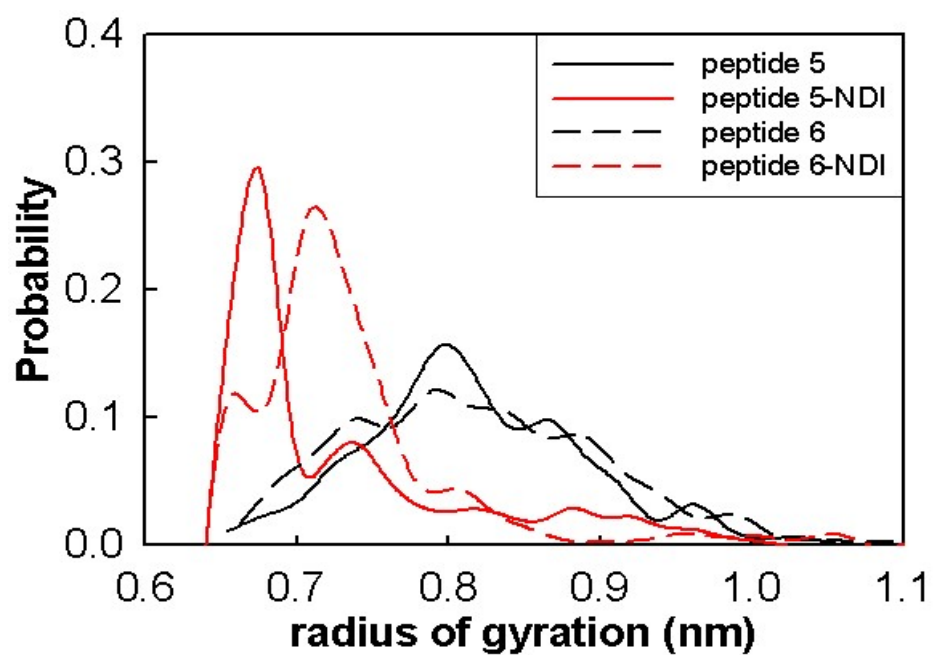 0.4
0.3
0.2
0.1
0.0
Probability
peptide 5
peptide 5-NDI
peptide 6
peptide 6-NDI
0.6 0.7 0.8 0.9 1.0 1.1
radius of gyration (nm)